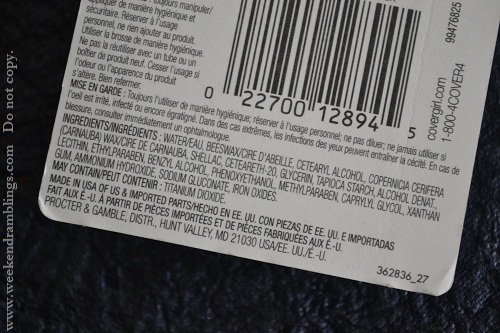 Toujours manipuler/
appliquer de manière hygiénique et
sécuritaire. Réserver à l'usage
personnel, ne rien ajouter au produit.
Utiliser la brosse de manière hygiénique.
Ne pas la réutiliser avec un tube ou un
boîtier de produit neuf. Cesser l'usage si
l'odeur ou l'apparence du produit
s'altère. Bien refermer.
MISE EN GARDE : Toujours l'utiliser de manière hygiénique; réserver à l'usage personnel, ne pas diluer; ne jamais utiliser si
l'oeil est irrité, infecté ou encore égratigné. Dans de cas extrêmes, les infections des yeux peuvent entraîner la cécité. En cas de
blessure, consulter immédiatement un ophtalmologue.
INGREDIENTS/INGRÉDIENTS : WATER/EAU, BEESWAX/CIRE D'ABEILLE, CETEARYL ALCOHOL, COPERNICIA CERIFERA
(CARNAUBA) WAX/CIRE DE CARNAUBA, SHELLAC, CETEARETH-20, GLYCERIN, TAPIOCA STARCH, ALCOHOL DENAT.,
LECITHIN, ETHYLPARABEN, BENZYL ALCOHOL, PHENOXYETHANOL, METHYLPARABEN, CAPRYLYL GLYCOL, XANTHAN
GUM, AMMONIUM HYDROXIDE, SODIUM GLUCONATE, IRON OXIDES.
MAY CONTAIN/PEUT CONTENIR : TITANIUM DIOXIDE.
MADE IN USA OF US & IMPORTED PARTS/HECHO EN EE. UU. CON PIEZAS DE EE. UU. E IMPORTADAS
FAIT AUX É.-U. À PARTIR DE PIÈCES IMPORTÉES ET DE PIÈCES FABRIQUÉES AUX É.-U.
PROCTER & GAMBLE, DISTR., HUNT VALLEY, MD 21030 USA/EE. UU./É.-U.
0 22700 12894 5
99476825
covergirl.com
1-800-4COVER4
362836_27
www.weekendramblings.com Do not copy.